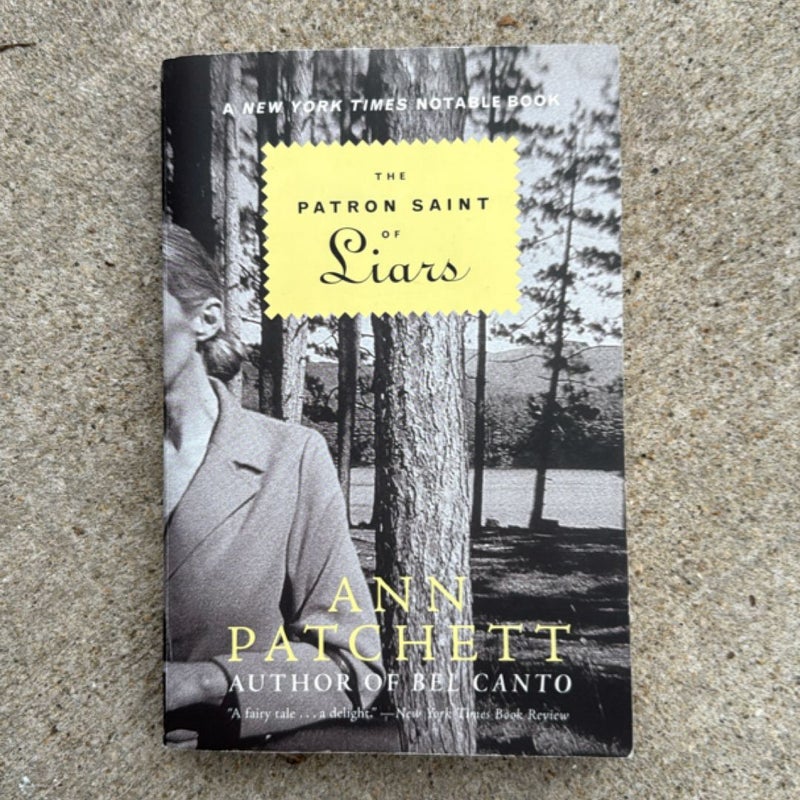 A NEW YORK TIMES NOTABLE BOOK
THE
PATRON SAINT
OF
Liars
ANN
PATCHETT
AUTHOR OF BEL CANTO
“A fairy tale . . . a delight.” —New York Times Book Review